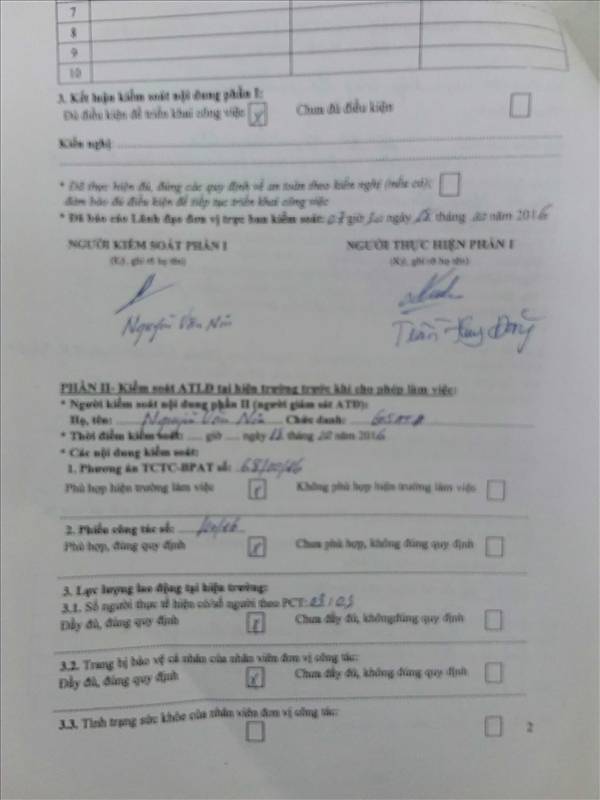 7
8
9
10
3. Kết luận kiểm soát nội dung phần I:
Đủ điều kiện để triển khai công việc x Chưa đủ điều kiện
Kiến nghị:
* Đã thực hiện đủ, đúng các quy định về an toàn theo kiến nghị (nếu có);
đảm bảo đủ điều kiện để tiếp tục triển khai công việc
* Đã báo cáo Lãnh đạo đơn vị trực ban kiểm soát: 07 giờ ngày tháng 20 năm 2016
NGƯỜI KIỂM SOÁT PHẦN I NGƯỜI THỰC HIỆN PHẦN I
(Ký, ghi rõ họ tên) (Ký, ghi rõ họ tên)
Nguyễn Văn Trần Huy
PHẦN II- Kiểm soát ATLĐ tại hiện trường trước khi cho phép làm việc:
* Người kiểm soát nội dung phần II (người giám sát ATĐ):
Họ, tên: Nguyễn Văn Chức danh: GSATĐ
* Thời điểm kiểm soát: .... giờ .... ngày tháng 20 năm 2016
* Các nội dung kiểm soát:
1. Phương án TCTC-BPAT số:
Phù hợp hiện trường làm việc x Không phù hợp hiện trường làm việc
2. Phiếu công tác số:
Phù hợp, đúng quy định x Chưa phù hợp, không đúng quy định
3. Lực lượng lao động tại hiện trường:
3.1. Số người thực tế hiện có/số người theo PCT: 03/03
Đầy đủ, đúng quy định x Chưa đầy đủ, khôngđúng quy định
3.2. Trang bị bảo vệ cá nhân của nhân viên đơn vị công tác:
Đầy đủ, đúng quy định x Chưa đầy đủ, không đúng quy định
3.3. Tình trạng sức khỏe của nhân viên đơn vị công tác:
2